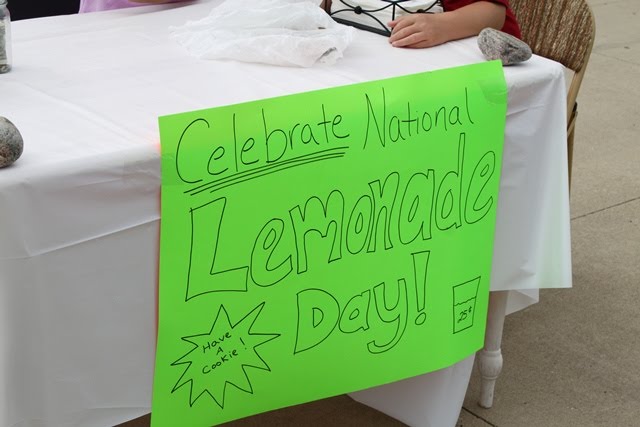 Celebrate National
Lemonade
Day!
Have
A
Cookie!
25¢